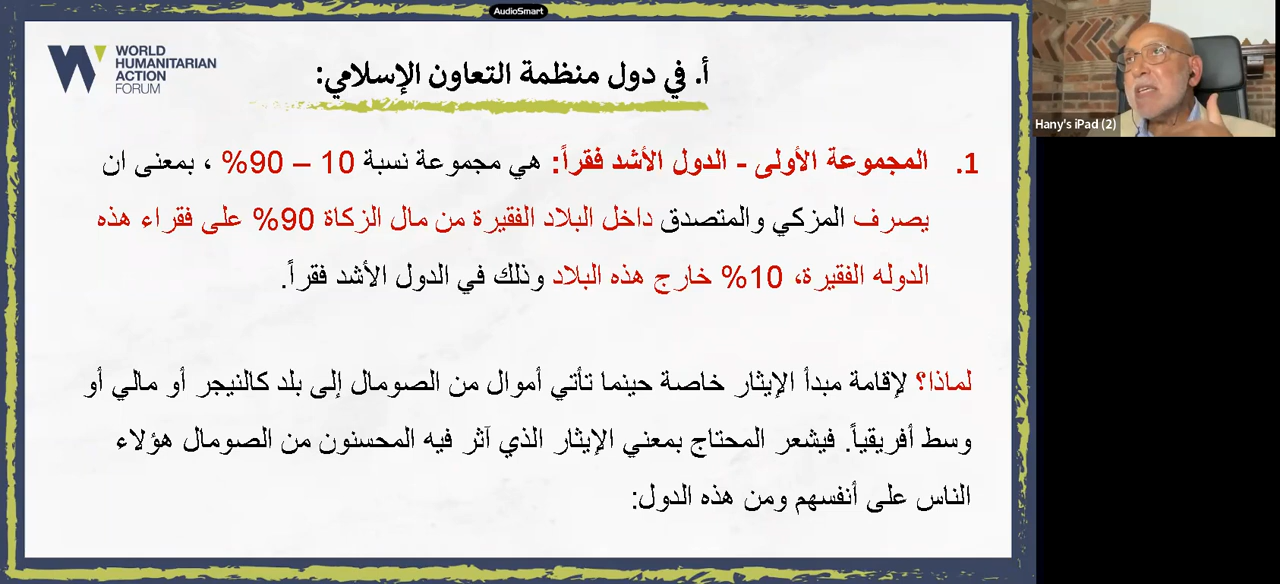 AudioSmart
WORLD
HUMANITARIAN
ACTION
FORUM
أ. في دول منظمة التعاون الإسلامي:
Hany's iPad (2)
1. المجموعة الأولى - الدول الأشد فقراً: هي مجموعة نسبة 10 – 90% ، بمعنى ان
يصرف المزكي والمتصدق داخل البلاد الفقيرة من مال الزكاة 90% على فقراء هذه
الدوله الفقيرة، 10% خارج هذه البلاد وذلك في الدول الأشد فقراً.
لماذا؟ لإقامة مبدأ الإيثار خاصة حينما تأتي أموال من الصومال إلى بلد كالنيجر أو مالي أو
وسط أفريقياً. فيشعر المحتاج بمعني الإيثار الذي آثر فيه المحسنون من الصومال هؤلاء
الناس على أنفسهم ومن هذه الدول: